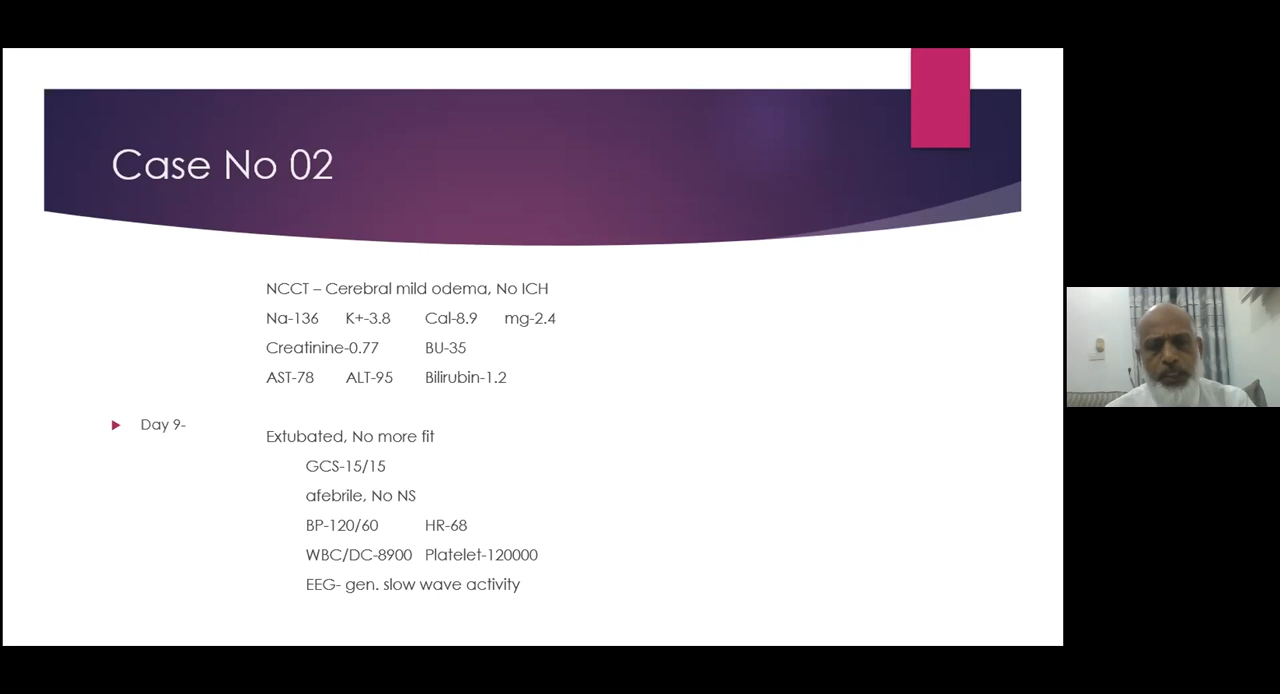 Case No 02
NCCT – Cerebral mild odema, No ICH
Na-136 K+-3.8 Cal-8.9 mg-2.4
Creatinine-0.77 BU-35
AST-78 ALT-95 Bilirubin-1.2
Day 9-
Extubated, No more fit
GCS-15/15
afebrile, No NS
BP-120/60 HR-68
WBC/DC-8900 Platelet-120000
EEG- gen. slow wave activity